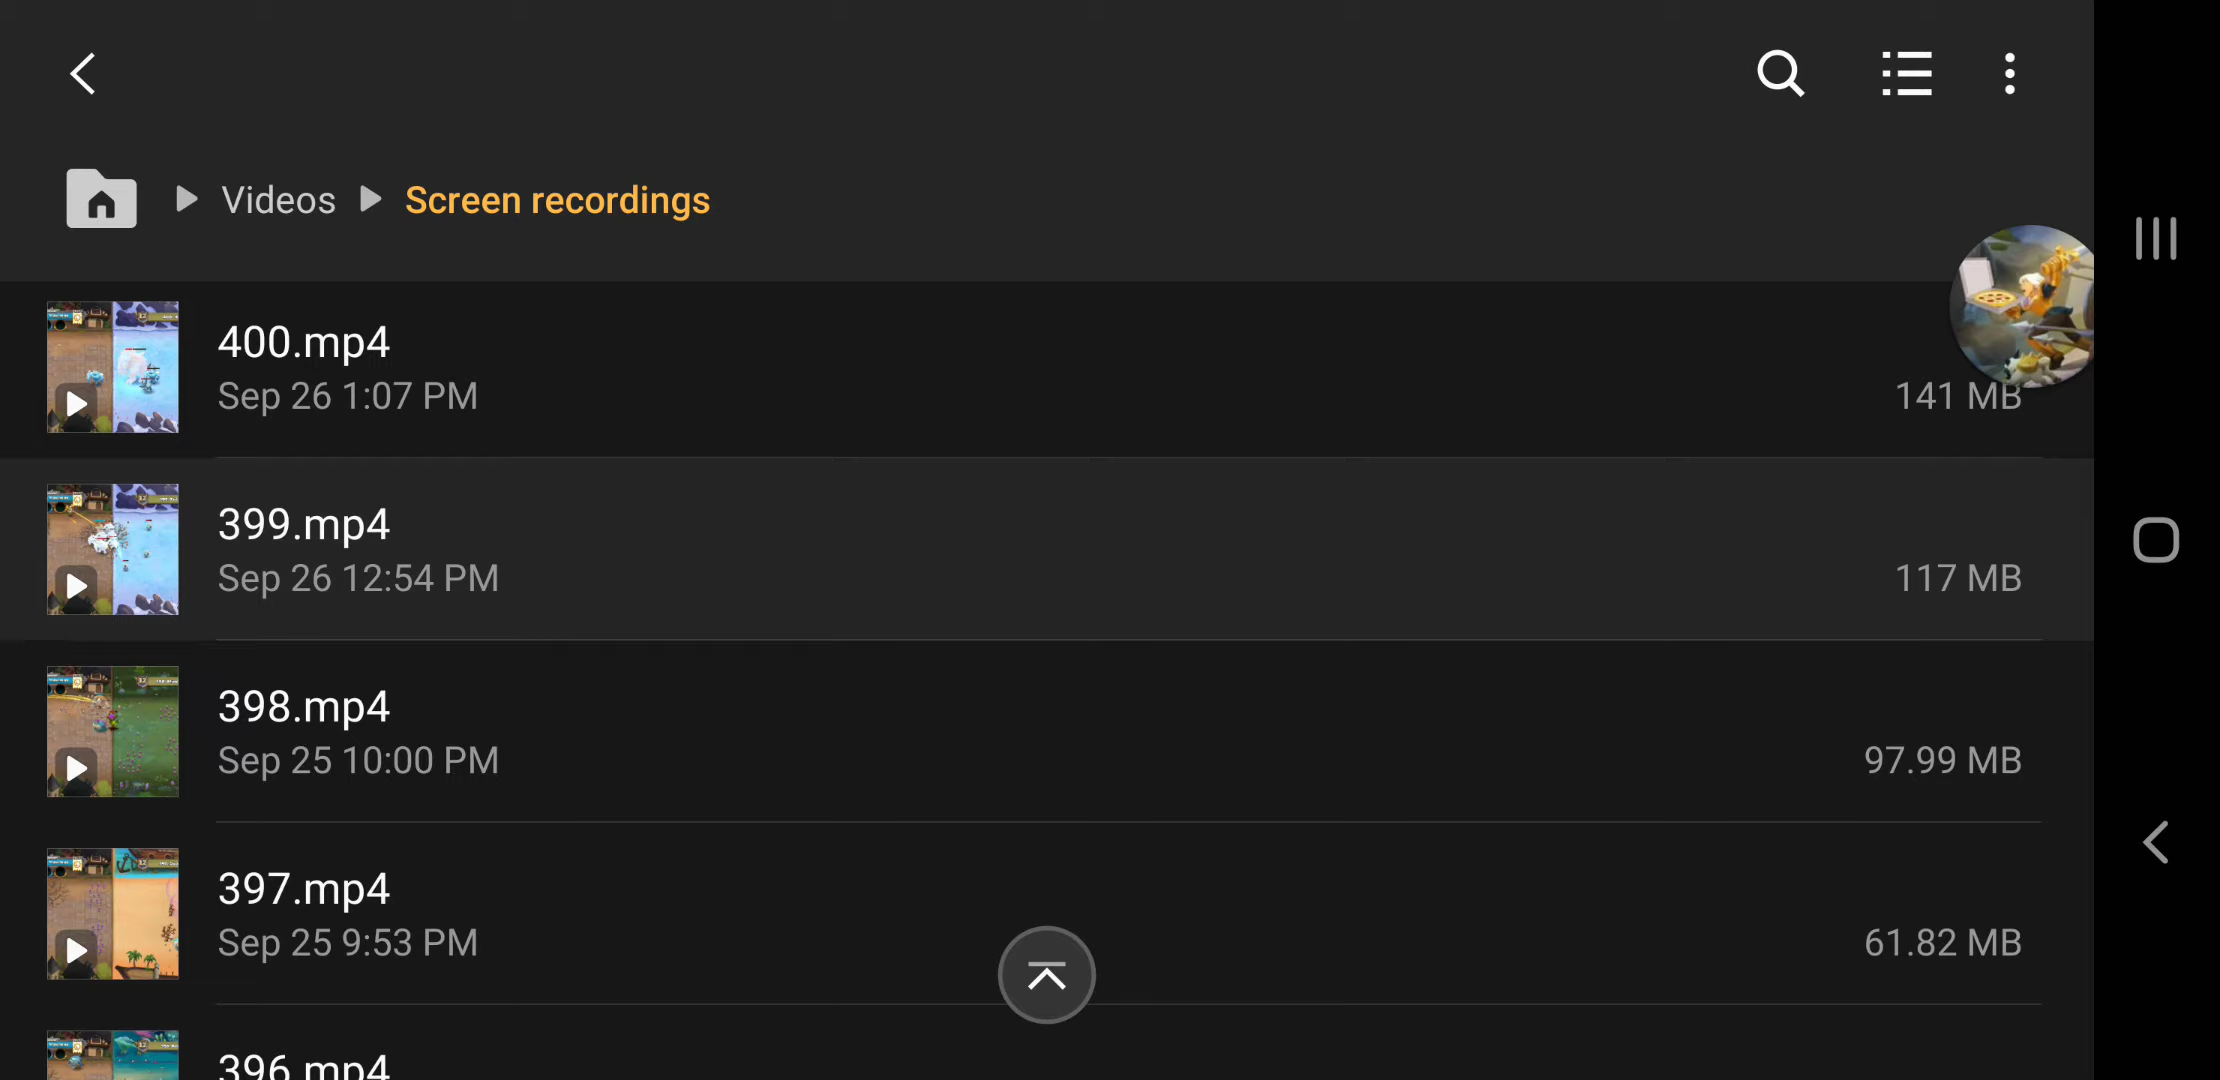 Videos
Screen recordings
400.mp4
Sep 26 1:07 PM
141 MB
399.mp4
Sep 26 12:54 PM
117 MB
398.mp4
Sep 25 10:00 PM
97.99 MB
397.mp4
Sep 25 9:53 PM
61.82 MB
396.mp4